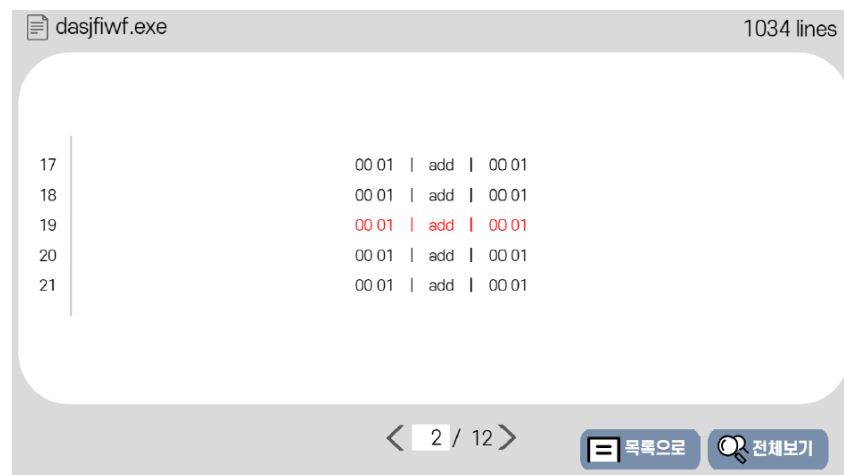 dasjfiwf.exe 1034 lines
17 00 01 | add | 00 01
18 00 01 | add | 00 01
19 00 01 | add | 00 01
20 00 01 | add | 00 01
21 00 01 | add | 00 01
2 / 12
목록으로 전체보기